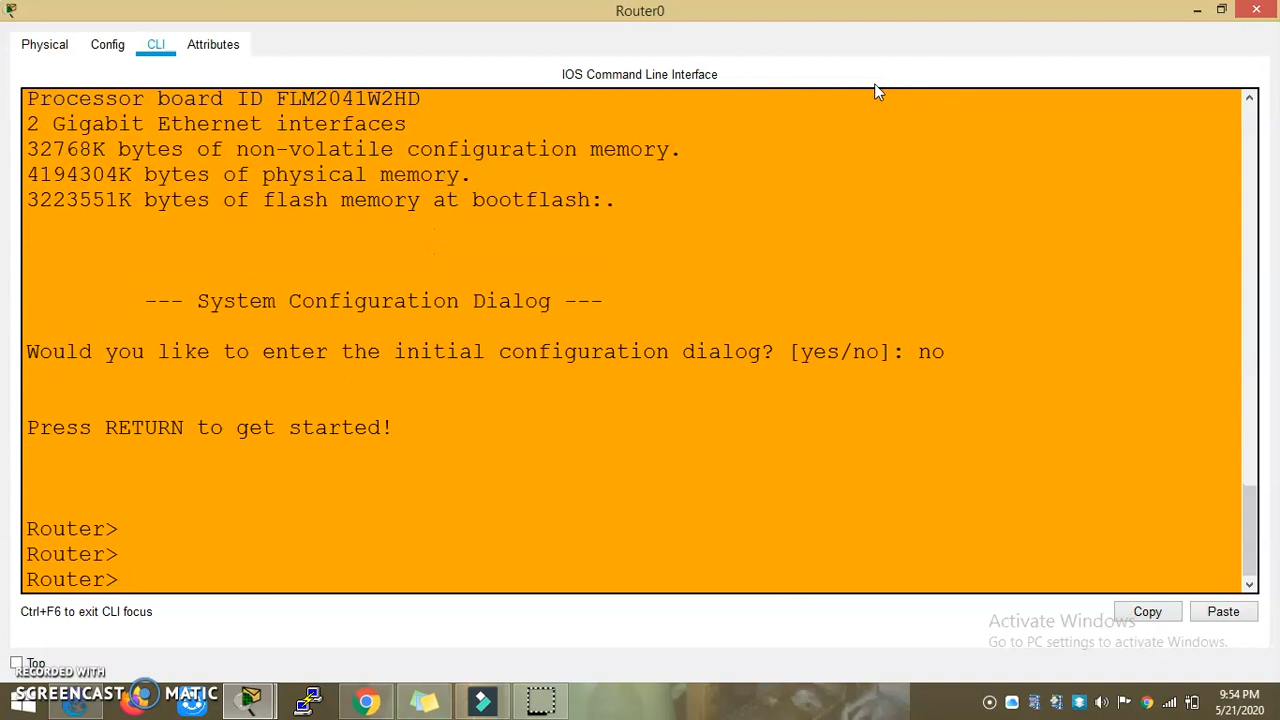 Router0
Physical Config CLI Attributes
IOS Command Line Interface
Processor board ID FLM2041W2HD
2 Gigabit Ethernet interfaces
32768K bytes of non-volatile configuration memory.
4194304K bytes of physical memory.
3223551K bytes of flash memory at bootflash:.
--- System Configuration Dialog ---
Would you like to enter the initial configuration dialog? [yes/no]: no
Press RETURN to get started!
Router>
Router>
Router>
Ctrl+F6 to exit CLI focus
Copy Paste
Activate Windows
Go to PC settings to activate Windows.
Top
RECORDED WITH
SCREENCAST MATIC
9:54 PM
5/21/2020